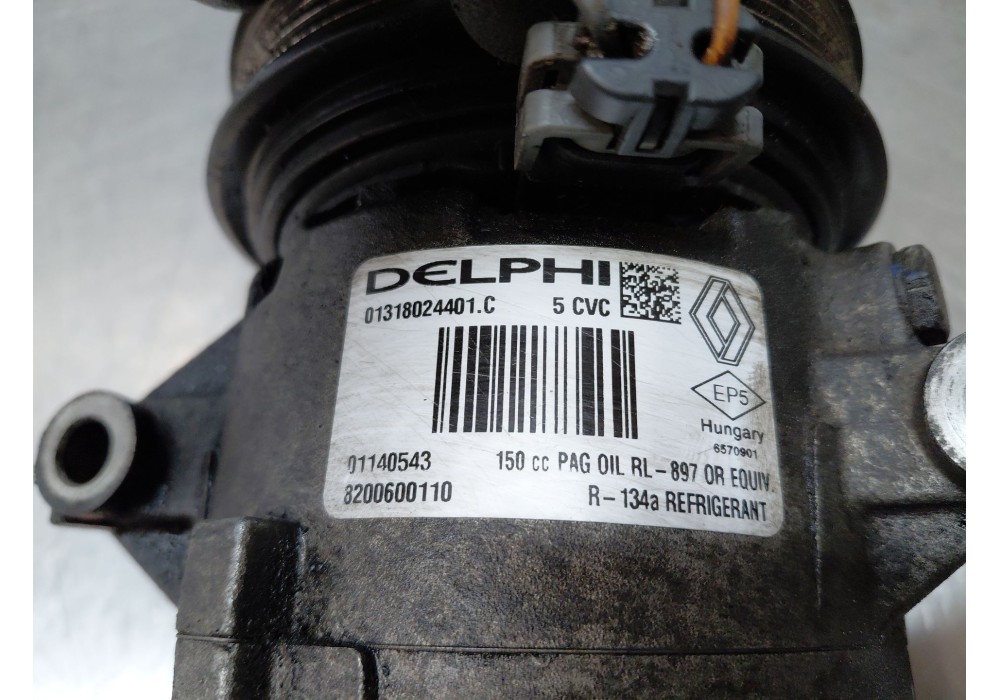 DELPHI
01318024401.C 5 CVC
EP5
Hungary
6570901
01140543 150 cc PAG OIL RL-897 OR EQUIV.
8200600110 R-134a REFRIGERANT